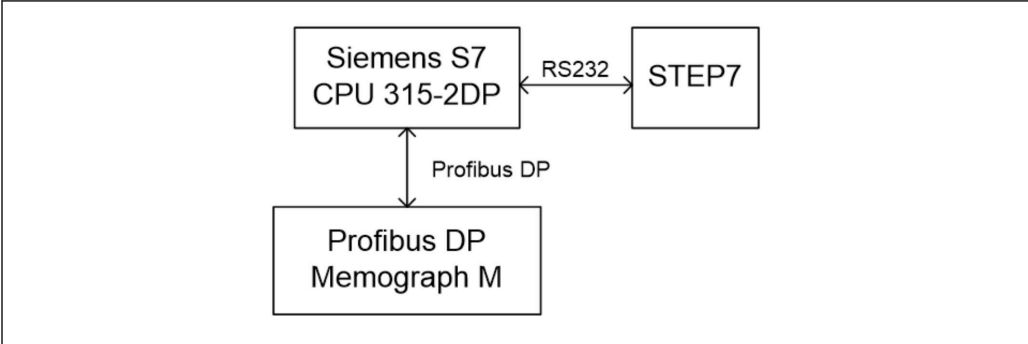 Siemens S7
CPU 315-2DP
RS232
STEP7
Profibus DP
Profibus DP
Memograph M